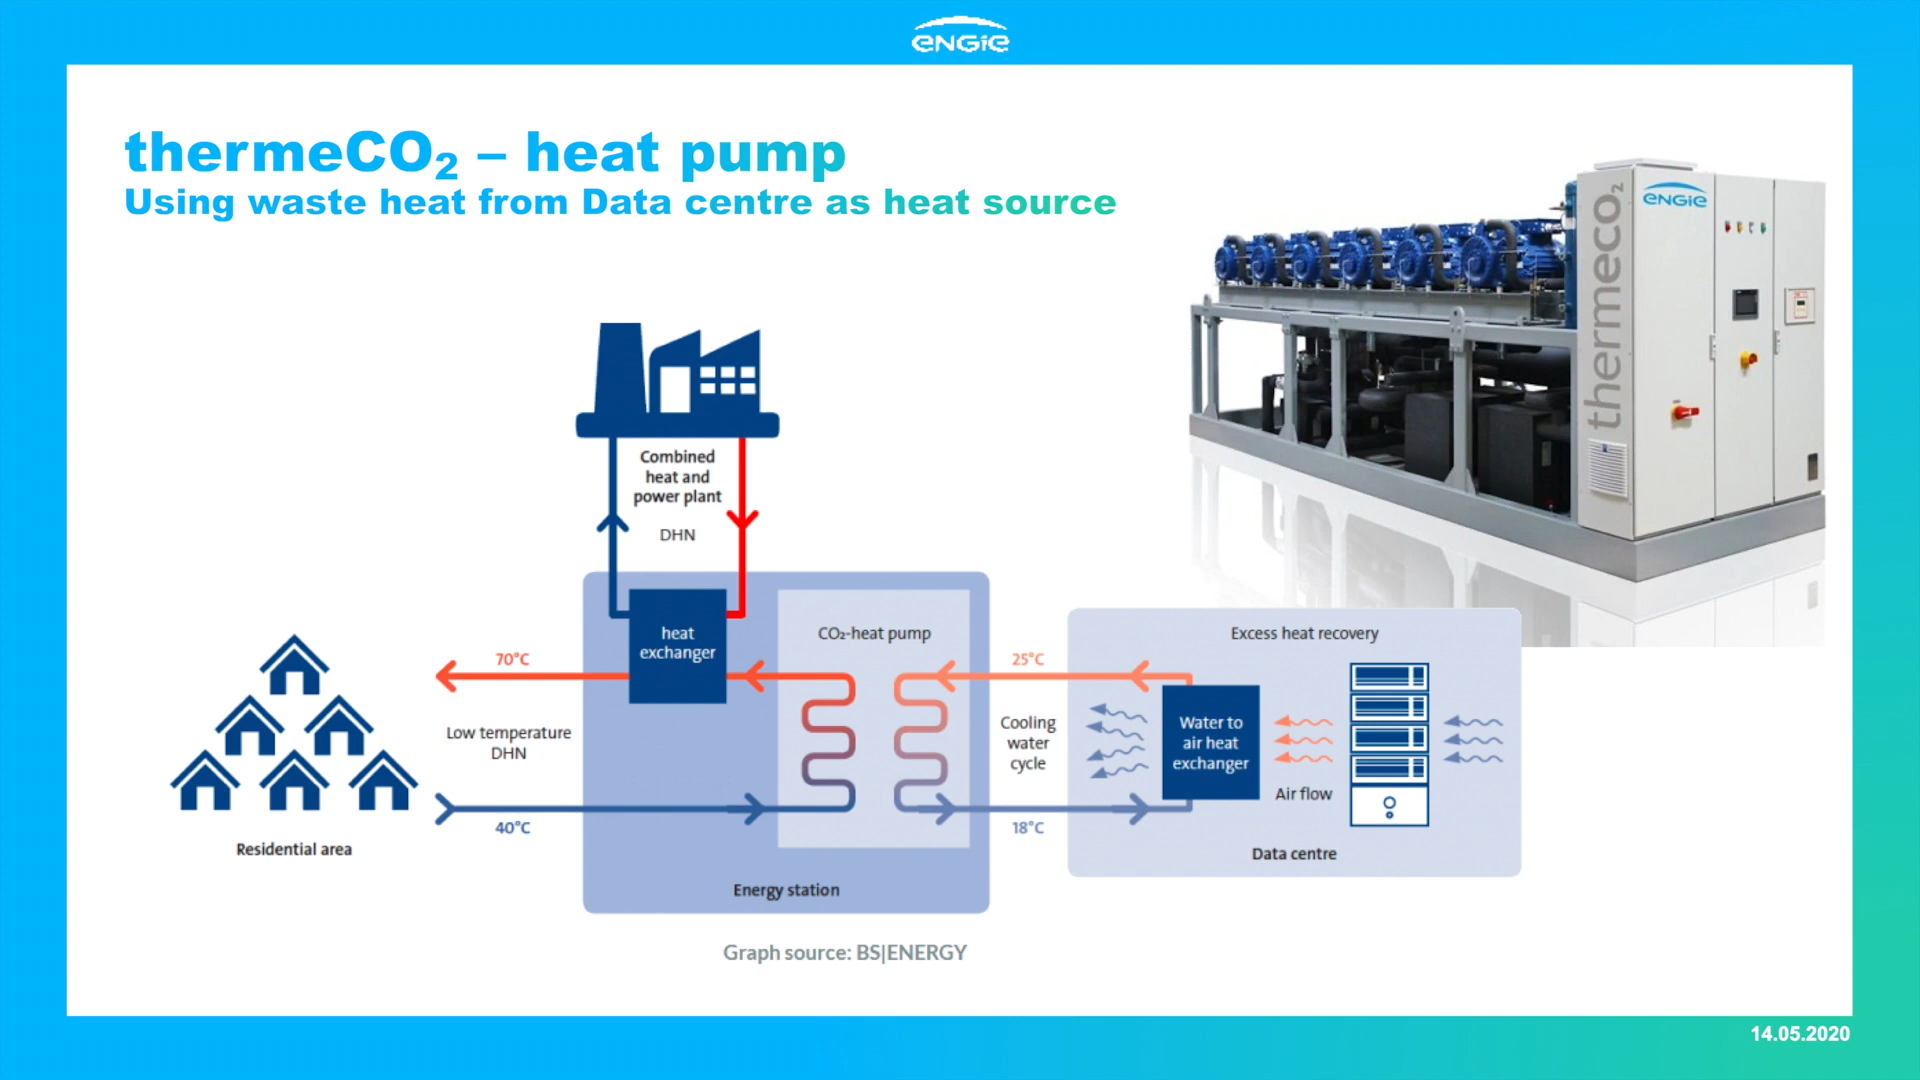 ENGIE
thermeCO₂ – heat pump
Using waste heat from Data centre as heat source
thermeco₂
ENGIE
Combined
heat and
power plant
DHN
heat
exchanger
CO₂-heat pump
Excess heat recovery
70°C
25°C
Low temperature
DHN
Cooling
water
cycle
Water to
air heat
exchanger
Air flow
40°C
18°C
Residential area
Data centre
Energy station
Graph source: BS|ENERGY
14.05.2020